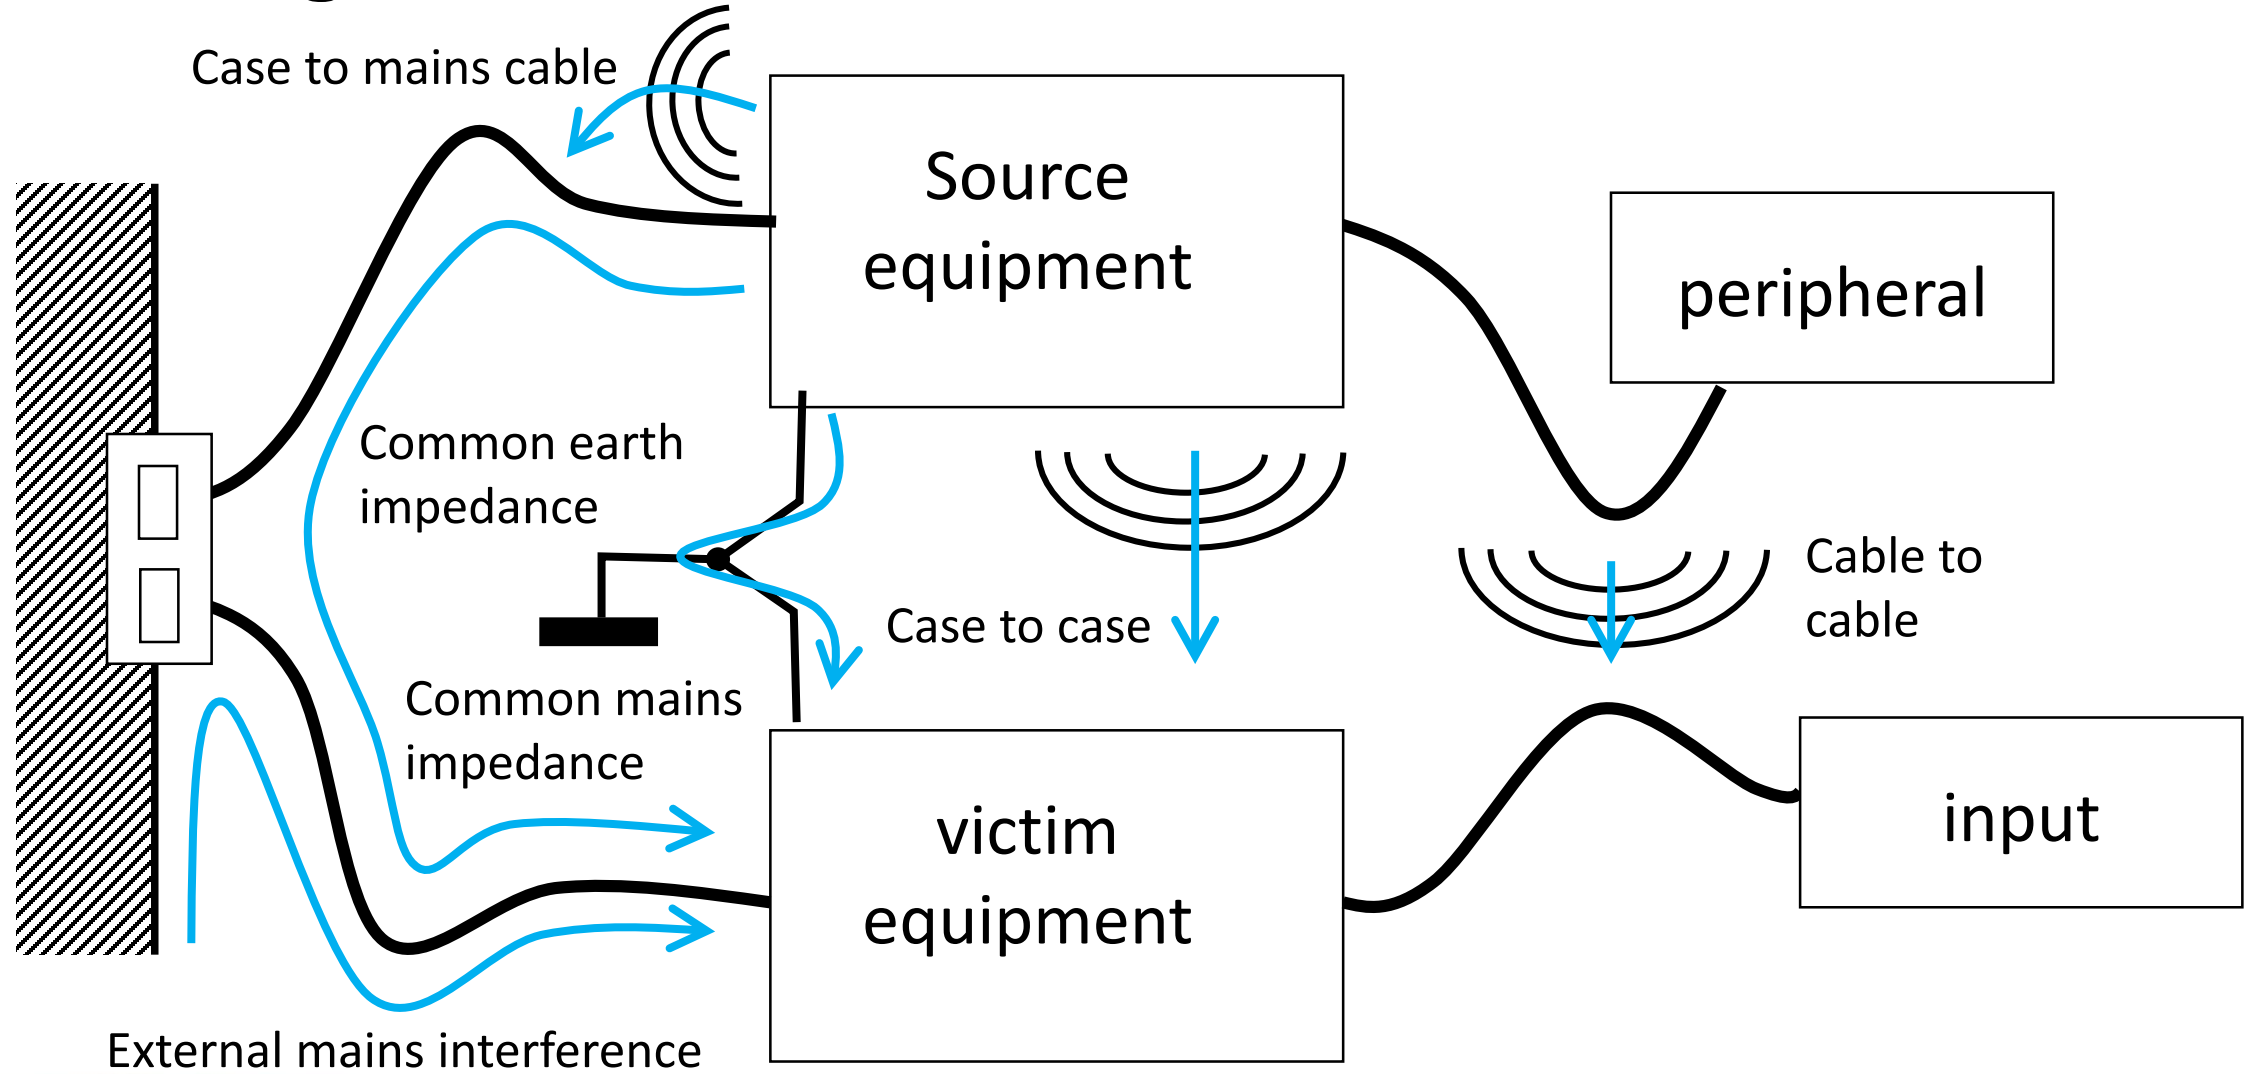 Case to mains cable
Source
equipment
peripheral
Common earth
impedance
Case to case
Cable to
cable
Common mains
impedance
victim
equipment
input
External mains interference